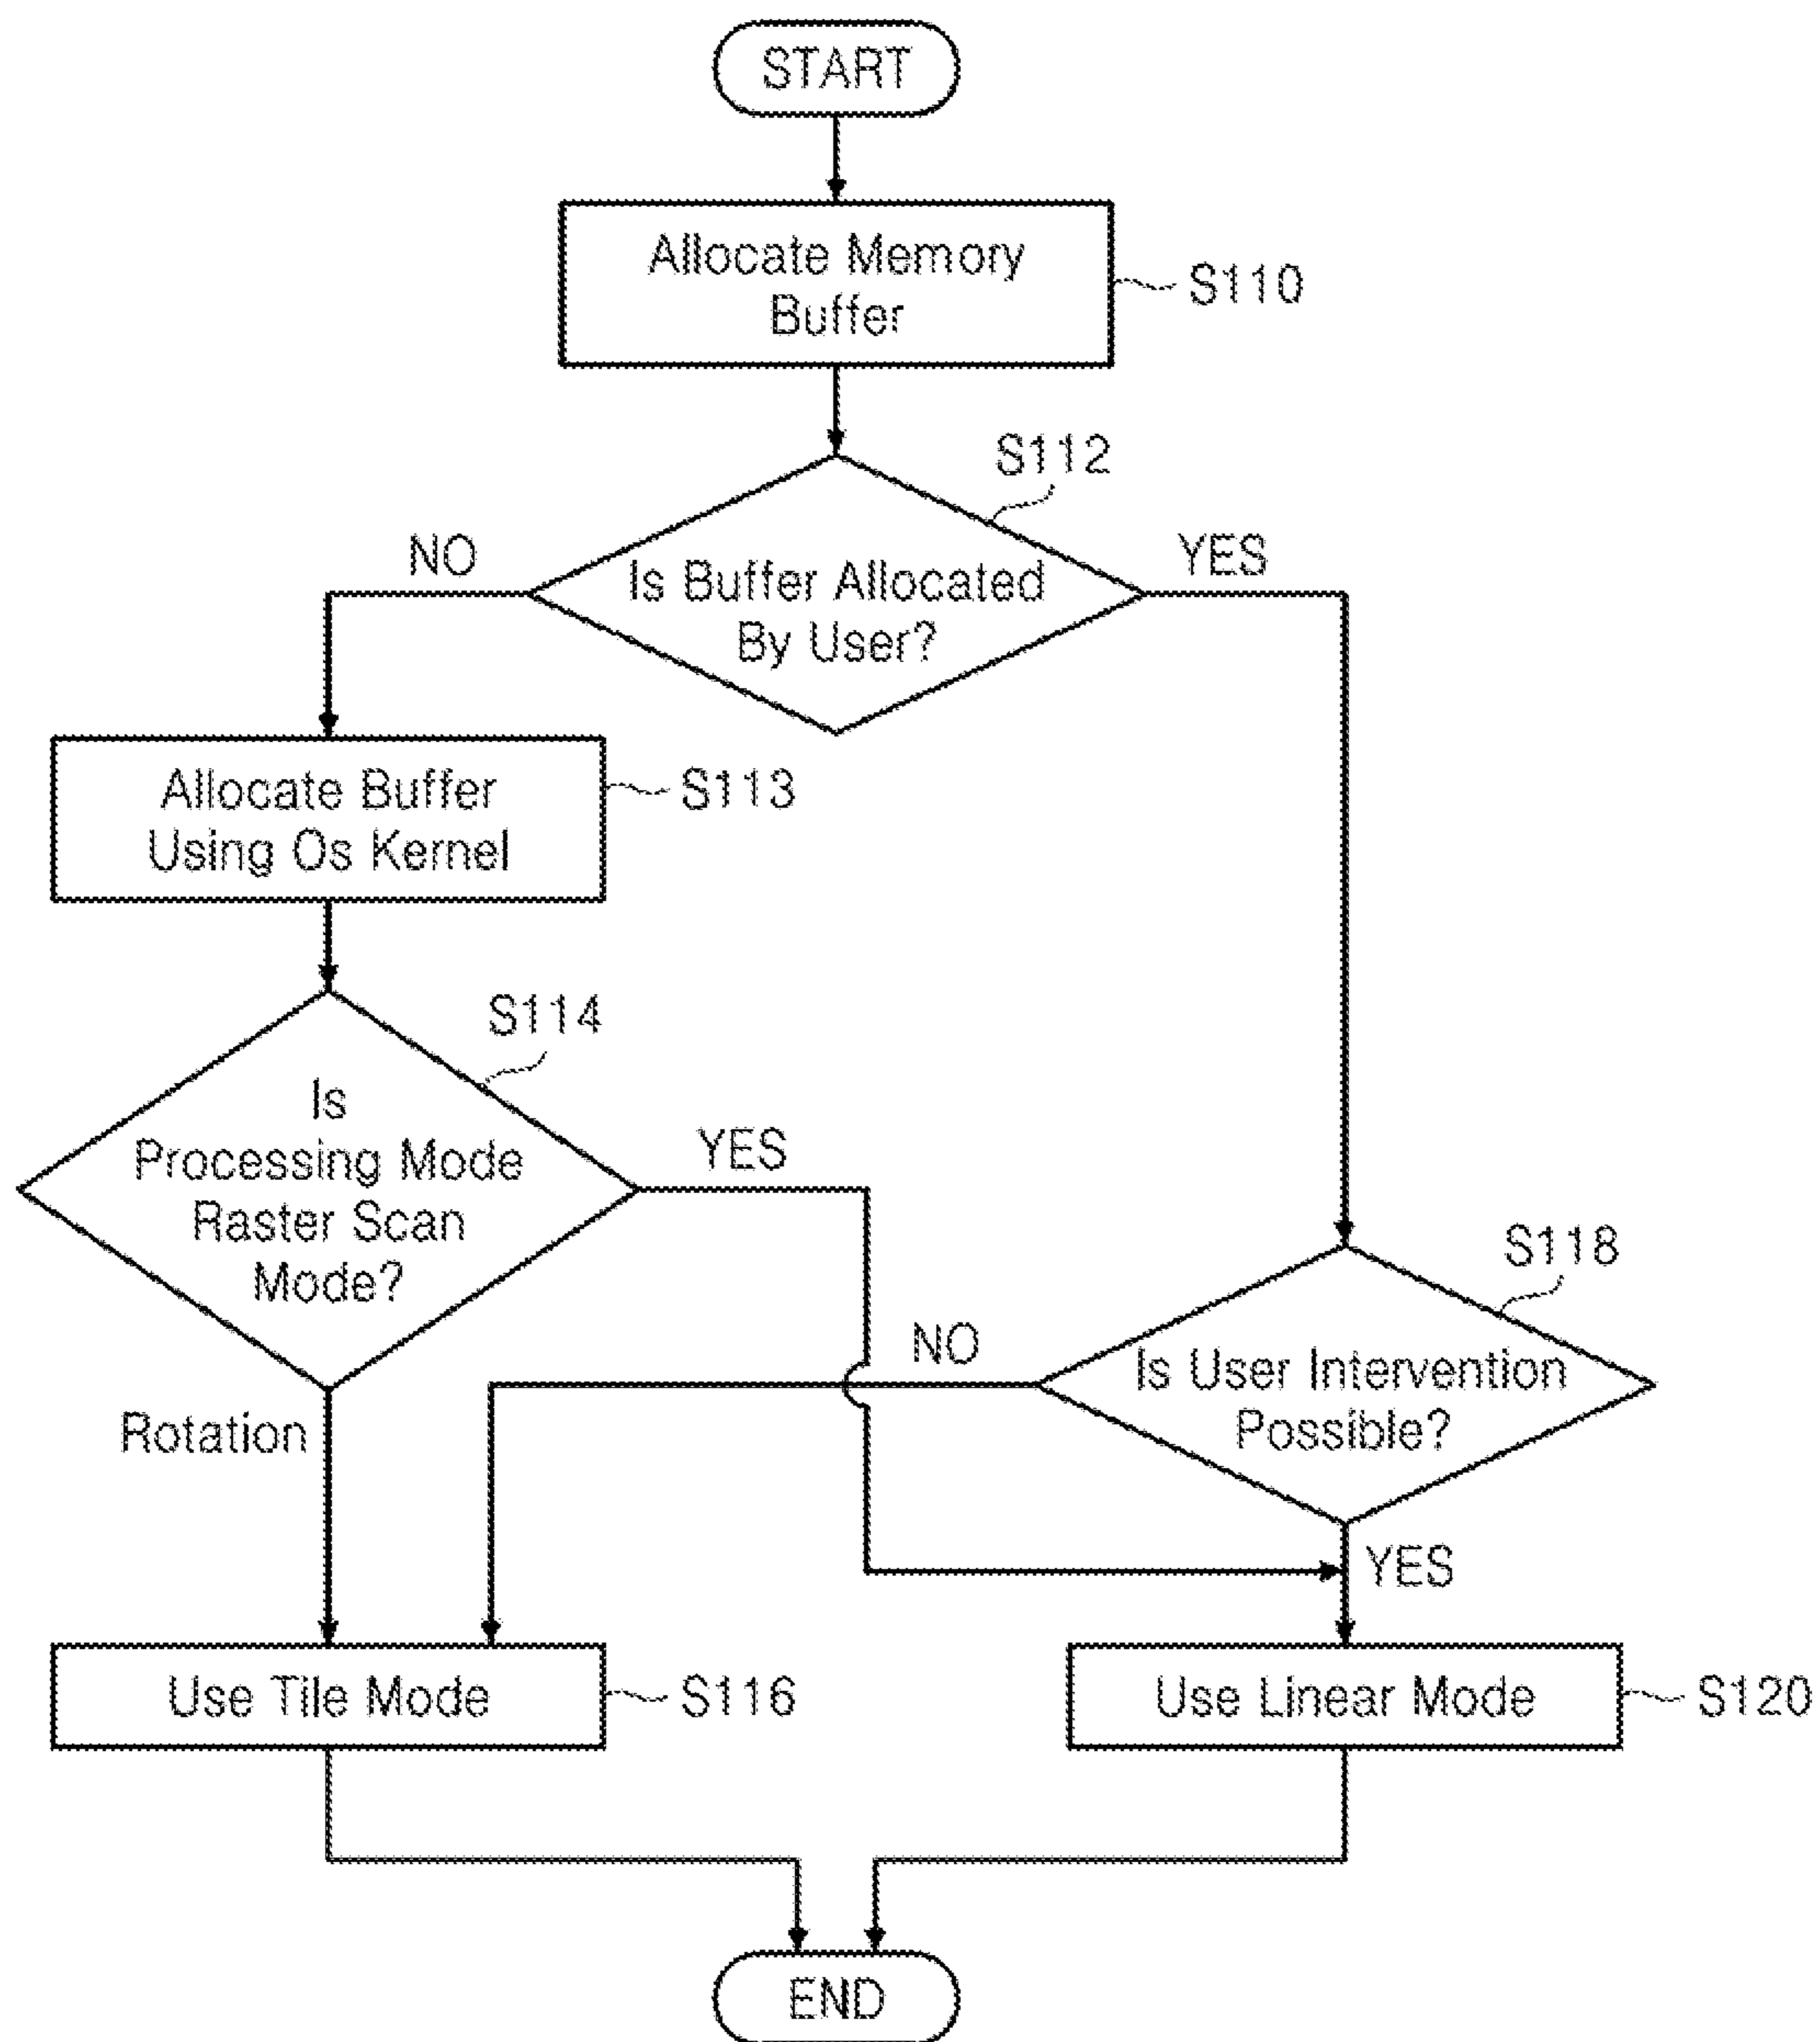 START
Allocate Memory
Buffer
S110
S112
NO
YES
Is Buffer Allocated
By User?
Allocate Buffer
Using Os Kernel
S113
S114
Is
Processing Mode
Raster Scan
Mode?
YES
S118
NO
Is User Intervention
Possible?
Rotation
YES
Use Tile Mode
S116
Use Linear Mode
S120
END